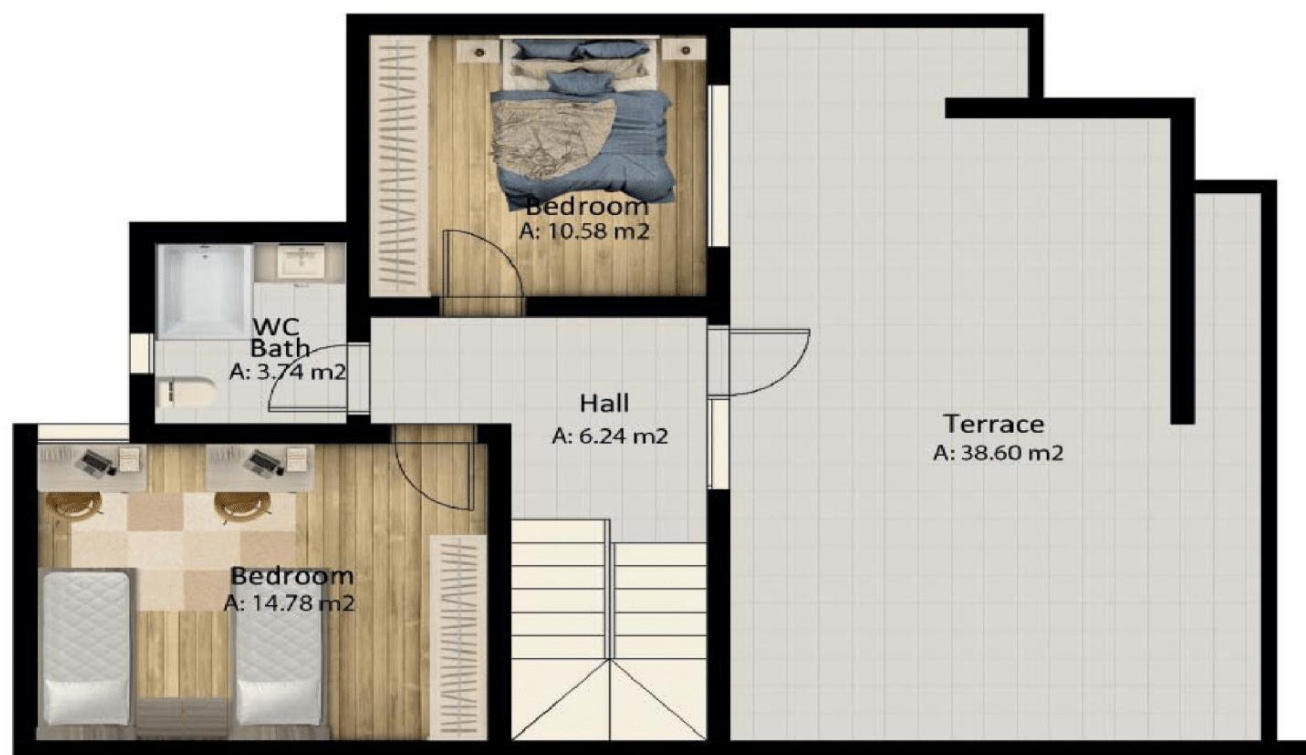 Bedroom
A: 10.58 m2
WC
Bath
A: 3.74 m2
Hall
A: 6.24 m2
Terrace
A: 38.60 m2
Bedroom
A: 14.78 m2